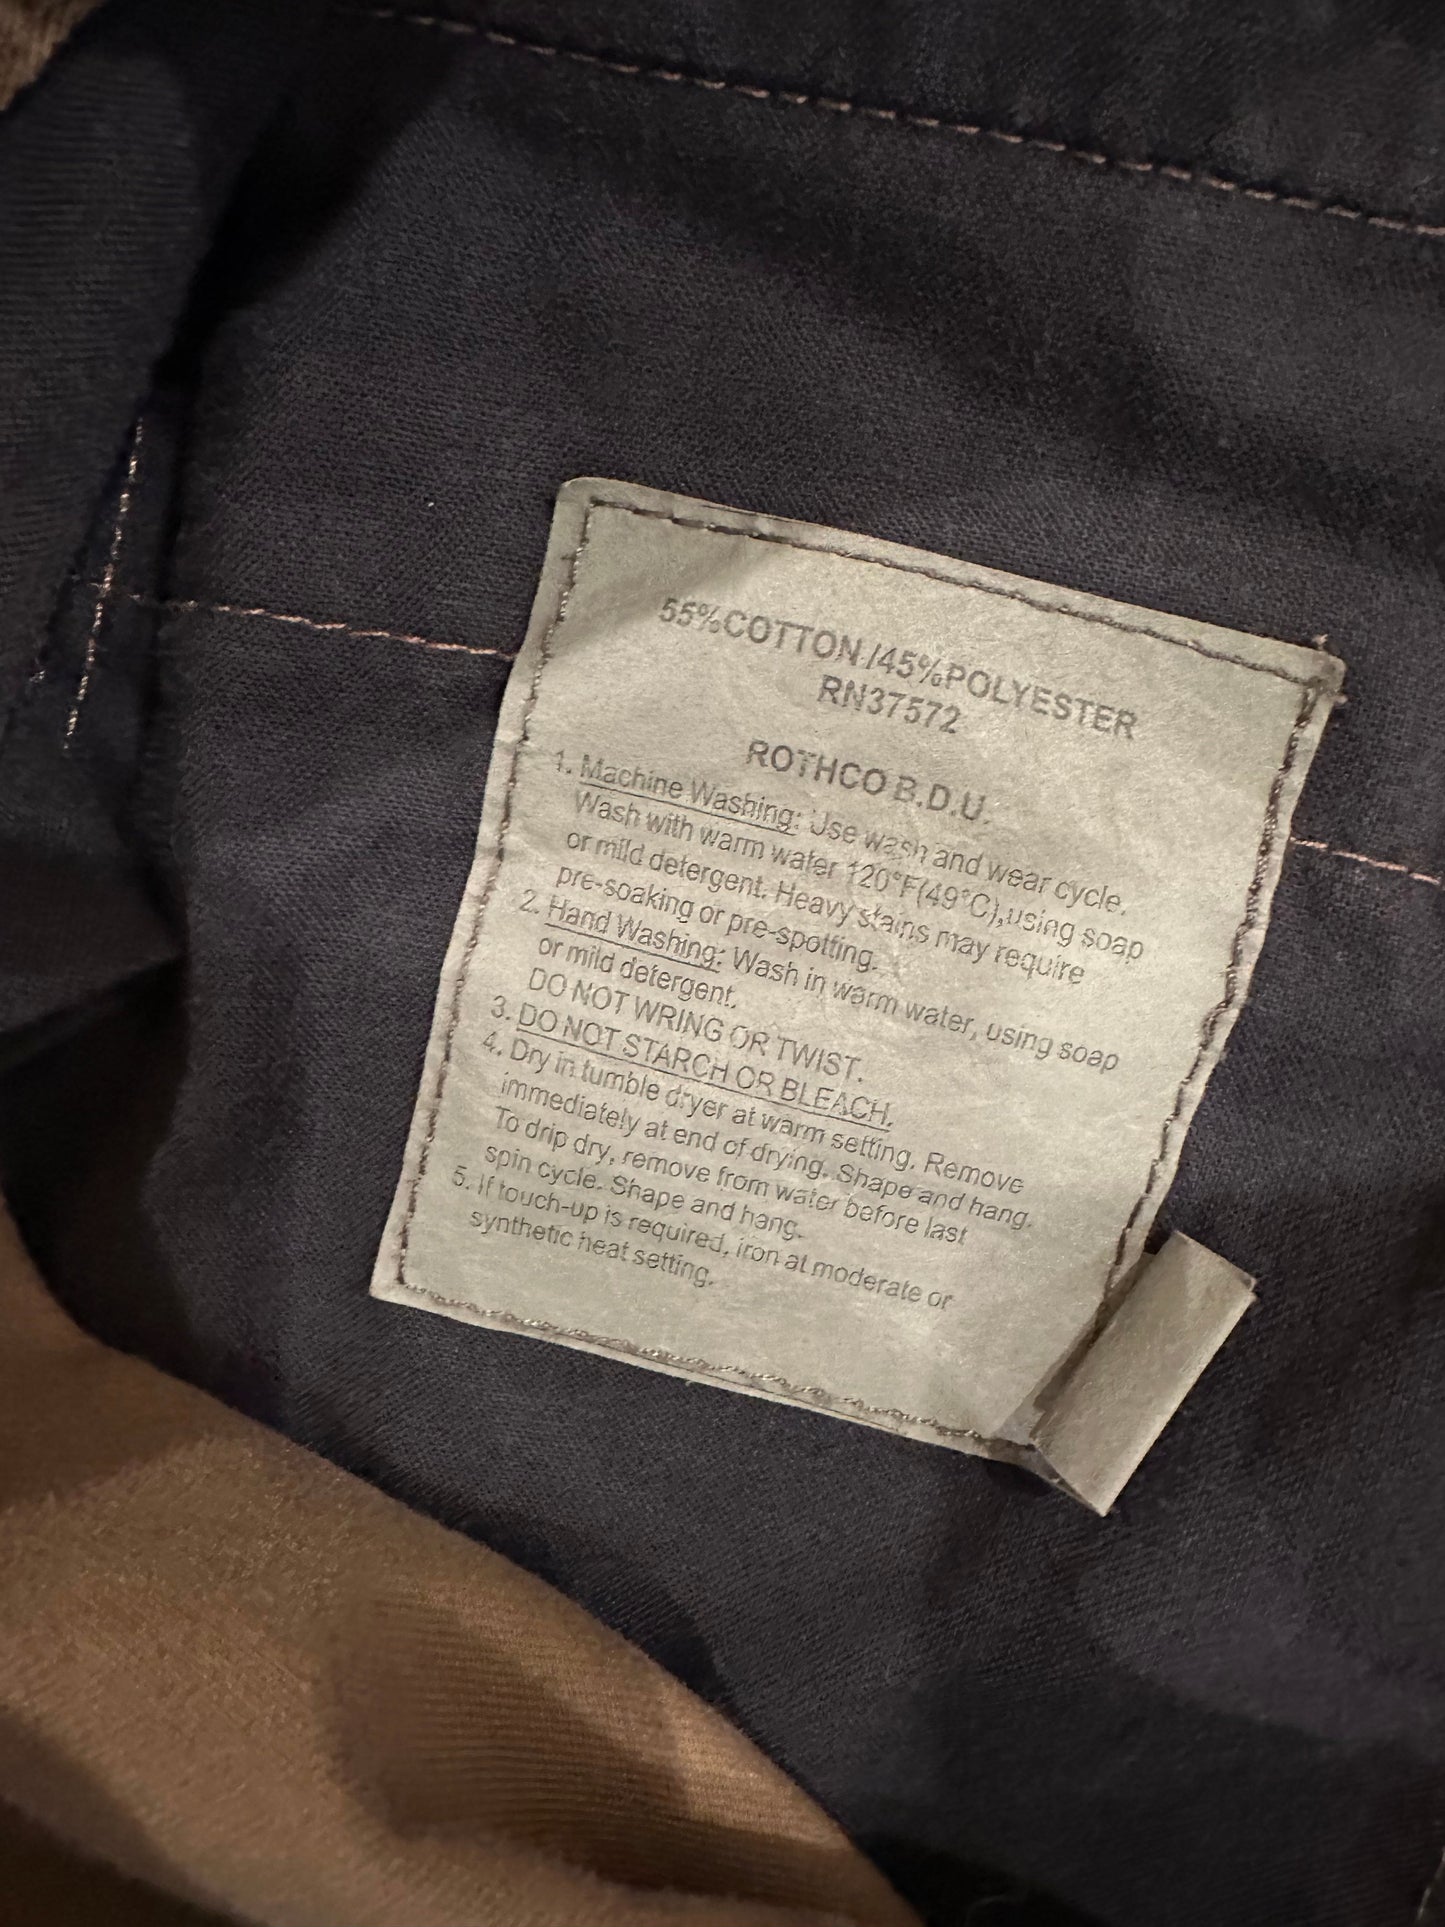 55%COTTON./45%POLYESTER
RN37572
ROTHCO B.D.U.
1. Machine Washing: Use wash and wear cycle.
Wash with warm water 120°F(49°C),using soap
or mild detergent. Heavy stains may require
pre-soaking or pre-spotting.
2. Hand Washing: Wash in warm water, using soap
or mild detergent.
DO NOT WRING OR TWIST.
3. DO NOT STARCH OR BLEACH.
4. Dry in tumble dryer at warm setting. Remove
immediately at end of drying. Shape and hang.
To drip dry, remove from water before last
spin cycle. Shape and hang.
5. If touch-up is required, iron at moderate or
synthetic heat setting.